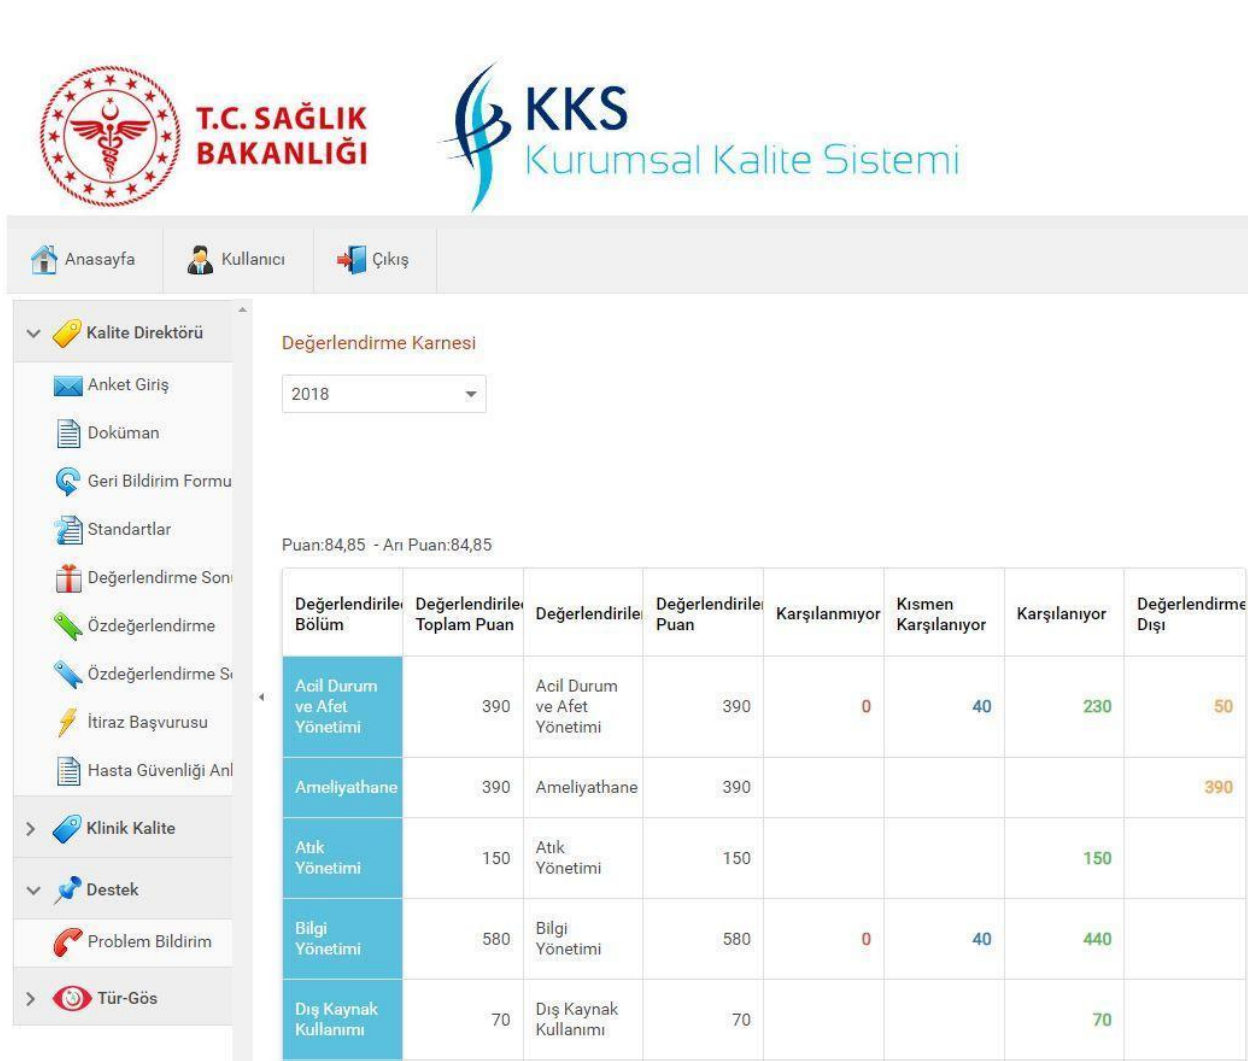 T.C. SAĞLIK
BAKANLIĞI
KKS
Kurumsal Kalite Sistemi
Anasayfa
Kullanıcı
Çıkış
Kalite Direktörü
Anket Giriş
Doküman
Geri Bildirim Formu
Standartlar
Değerlendirme Sonu
Özdeğerlendirme
Özdeğerlendirme So
İtiraz Başvurusu
Hasta Güvenliği Anl
Klinik Kalite
Destek
Problem Bildirim
Tür-Gös
Değerlendirme Karnesi
2018
Puan:84,85 - Arı Puan:84,85
Değerlendirile Bölüm
Değerlendirile Toplam Puan
Değerlendirile
Değerlendirile Puan
Karşılanmıyor
Kısmen Karşılanıyor
Karşılanıyor
Değerlendirme Dışı
Acil Durum ve Afet Yönetimi 390 Acil Durum ve Afet Yönetimi 390 0 40 230 50
Ameliyathane 390 Ameliyathane 390 390
Atık Yönetimi 150 Atık Yönetimi 150 150
Bilgi Yönetimi 580 Bilgi Yönetimi 580 0 40 440
Dış Kaynak Kullanımı 70 Dış Kaynak Kullanımı 70 70